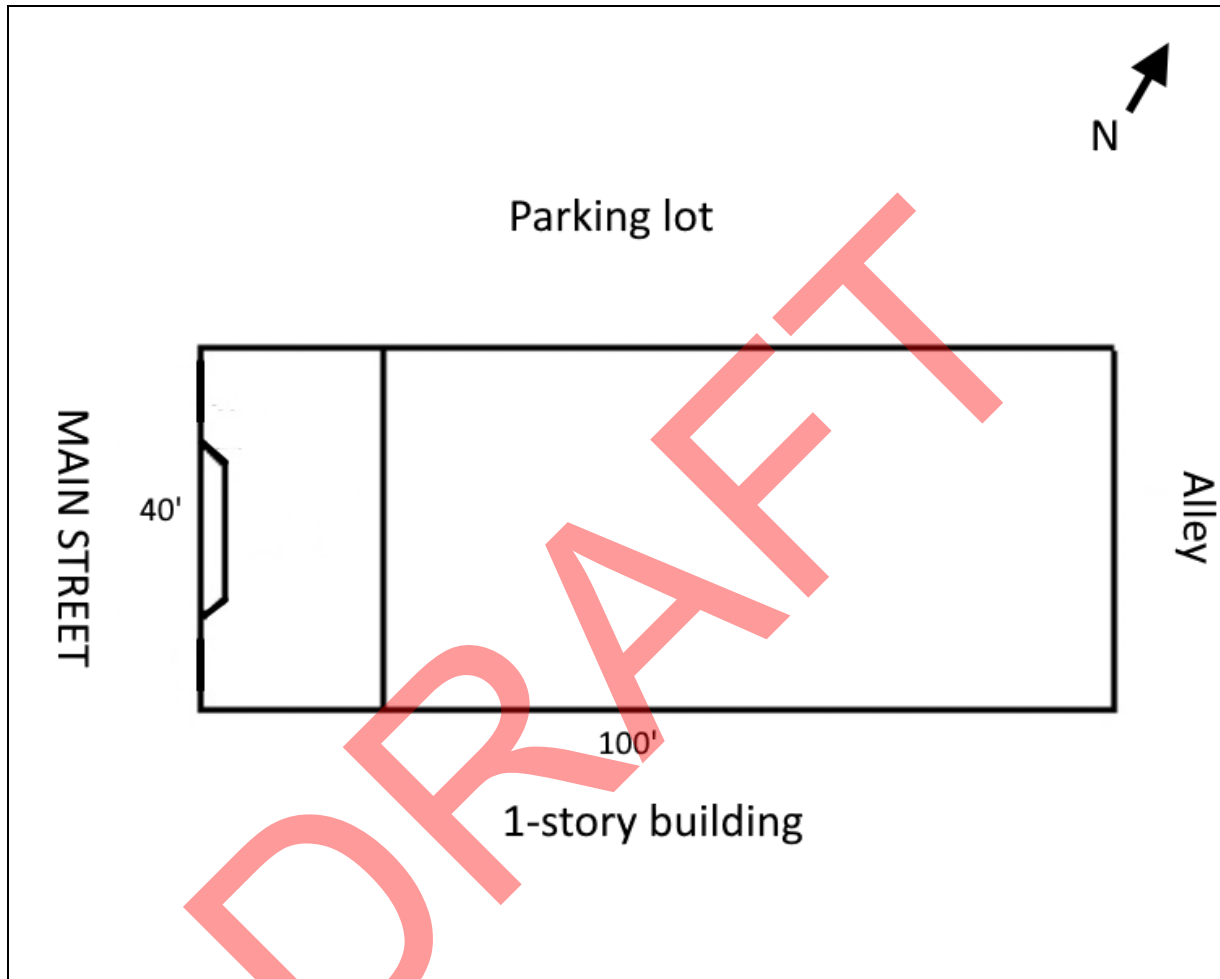 N
Parking lot
MAIN STREET
40'
Alley
100'
1-story building
DRAFT